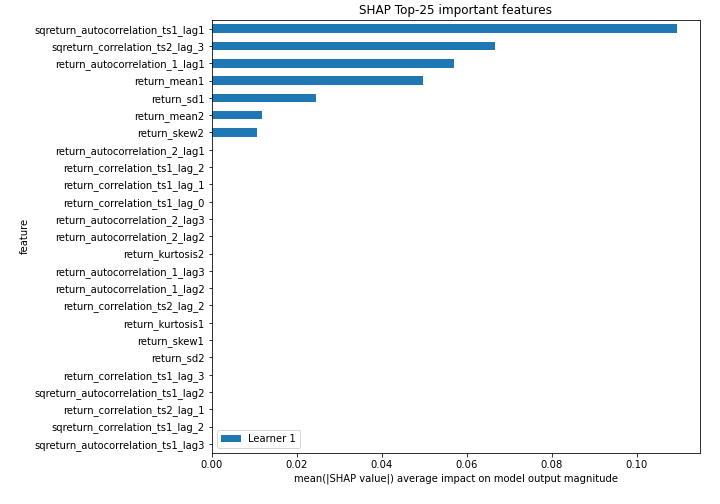 SHAP Top-25 important features
sqreturn_autocorrelation_ts1_lag1
sqreturn_correlation_ts2_lag_3
return_autocorrelation_1_lag1
return_mean1
return_sd1
return_mean2
return_skew2
return_autocorrelation_2_lag1
return_correlation_ts1_lag_2
return_correlation_ts1_lag_1
return_correlation_ts1_lag_0
return_autocorrelation_2_lag3
return_autocorrelation_2_lag2
return_kurtosis2
return_autocorrelation_1_lag3
return_autocorrelation_1_lag2
return_correlation_ts2_lag_2
return_kurtosis1
return_skew1
return_sd2
return_correlation_ts1_lag_3
sqreturn_autocorrelation_ts1_lag2
return_correlation_ts2_lag_1
sqreturn_correlation_ts1_lag_2
sqreturn_autocorrelation_ts1_lag3
feature
Learner 1
0.00 0.02 0.04 0.06 0.08 0.10
mean(|SHAP value|) average impact on model output magnitude